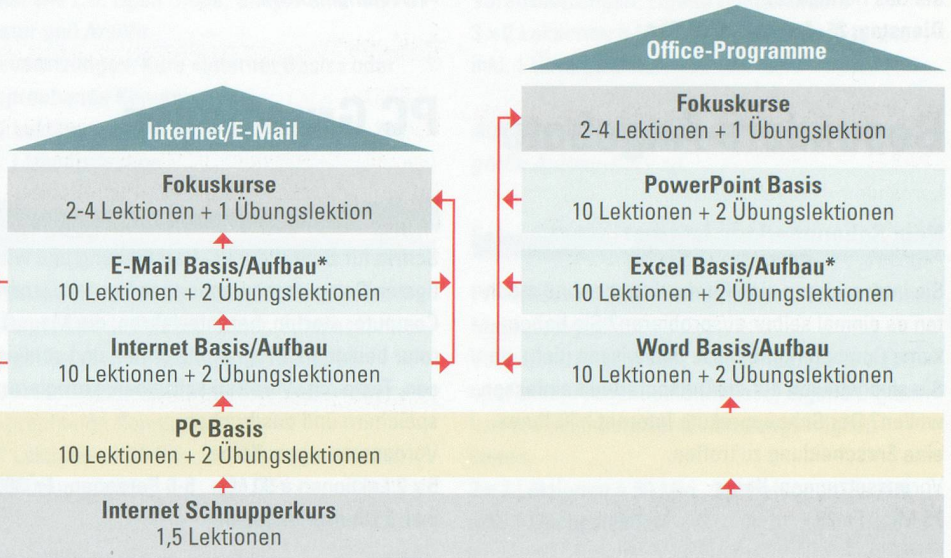 Internet/E-Mail
Fokuskurse
2-4 Lektionen + 1 Übungslektion
E-Mail Basis/Aufbau*
10 Lektionen + 2 Übungslektionen
Internet Basis/Aufbau
10 Lektionen + 2 Übungslektionen
PC Basis
10 Lektionen + 2 Übungslektionen
Internet Schnupperkurs
1,5 Lektionen
Office-Programme
Fokuskurse
2-4 Lektionen + 1 Übungslektion
PowerPoint Basis
10 Lektionen + 2 Übungslektionen
Excel Basis/Aufbau*
10 Lektionen + 2 Übungslektionen
Word Basis/Aufbau
10 Lektionen + 2 Übungslektionen